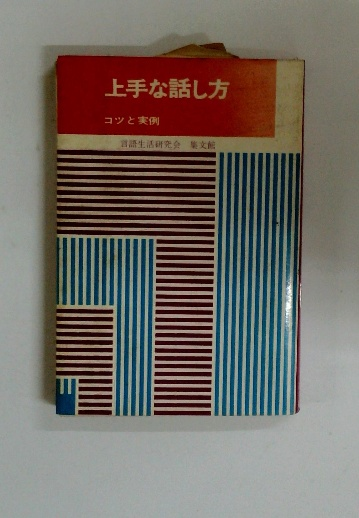 上手な話し方
コツと実例
言語生活研究会 集文館